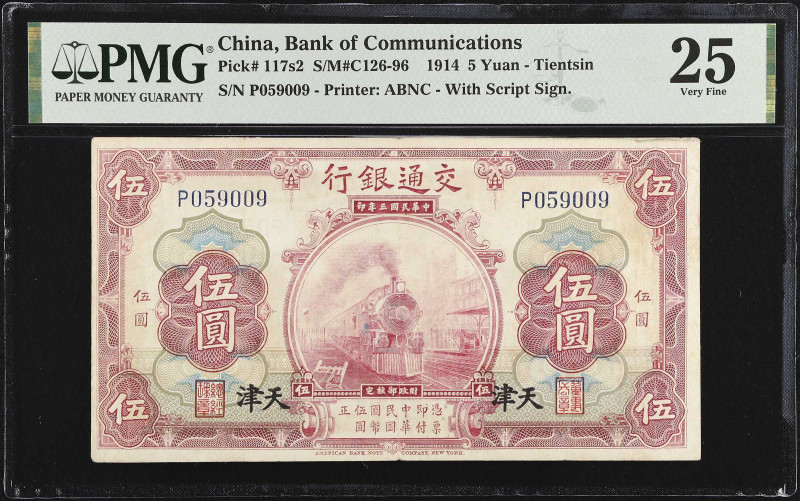 PMG®
PAPER MONEY GUARANTY
China, Bank of Communications
Pick# 117s2 S/M#C126-96 1914 5 Yuan - Tientsin
S/N P059009 - Printer: ABNC - With Script Sign.
25
Very Fine
伍 伍
行銀通交
P059009 P059009
印年三國民華中
伍圓 伍圓
伍圓 伍圓
津天 津天
伍 定核部政財 伍
正伍國民中即憑
圓幣國華付票
伍 伍
AMERICAN BANK NOTE COMPANY, NEW YORK.